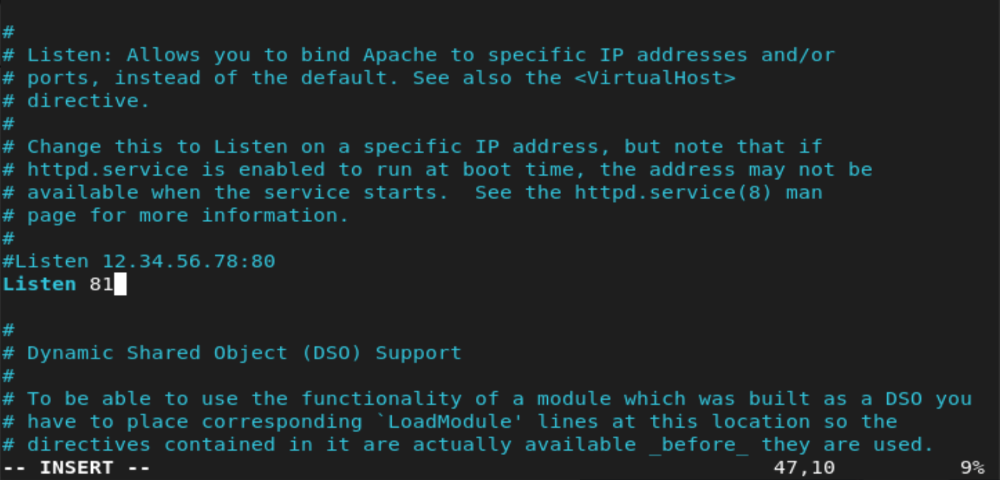 #
# Listen: Allows you to bind Apache to specific IP addresses and/or
# ports, instead of the default. See also the <VirtualHost>
# directive.
#
# Change this to Listen on a specific IP address, but note that if
# httpd.service is enabled to run at boot time, the address may not be
# available when the service starts.  See the httpd.service(8) man
# page for more information.
#
#Listen 12.34.56.78:80
Listen 81
#
# Dynamic Shared Object (DSO) Support
#
# To be able to use the functionality of a module which was built as a DSO you
# have to place corresponding `LoadModule' lines at this location so the
# directives contained in it are actually available _before_ they are used.
-- INSERT -- 47,10 9%